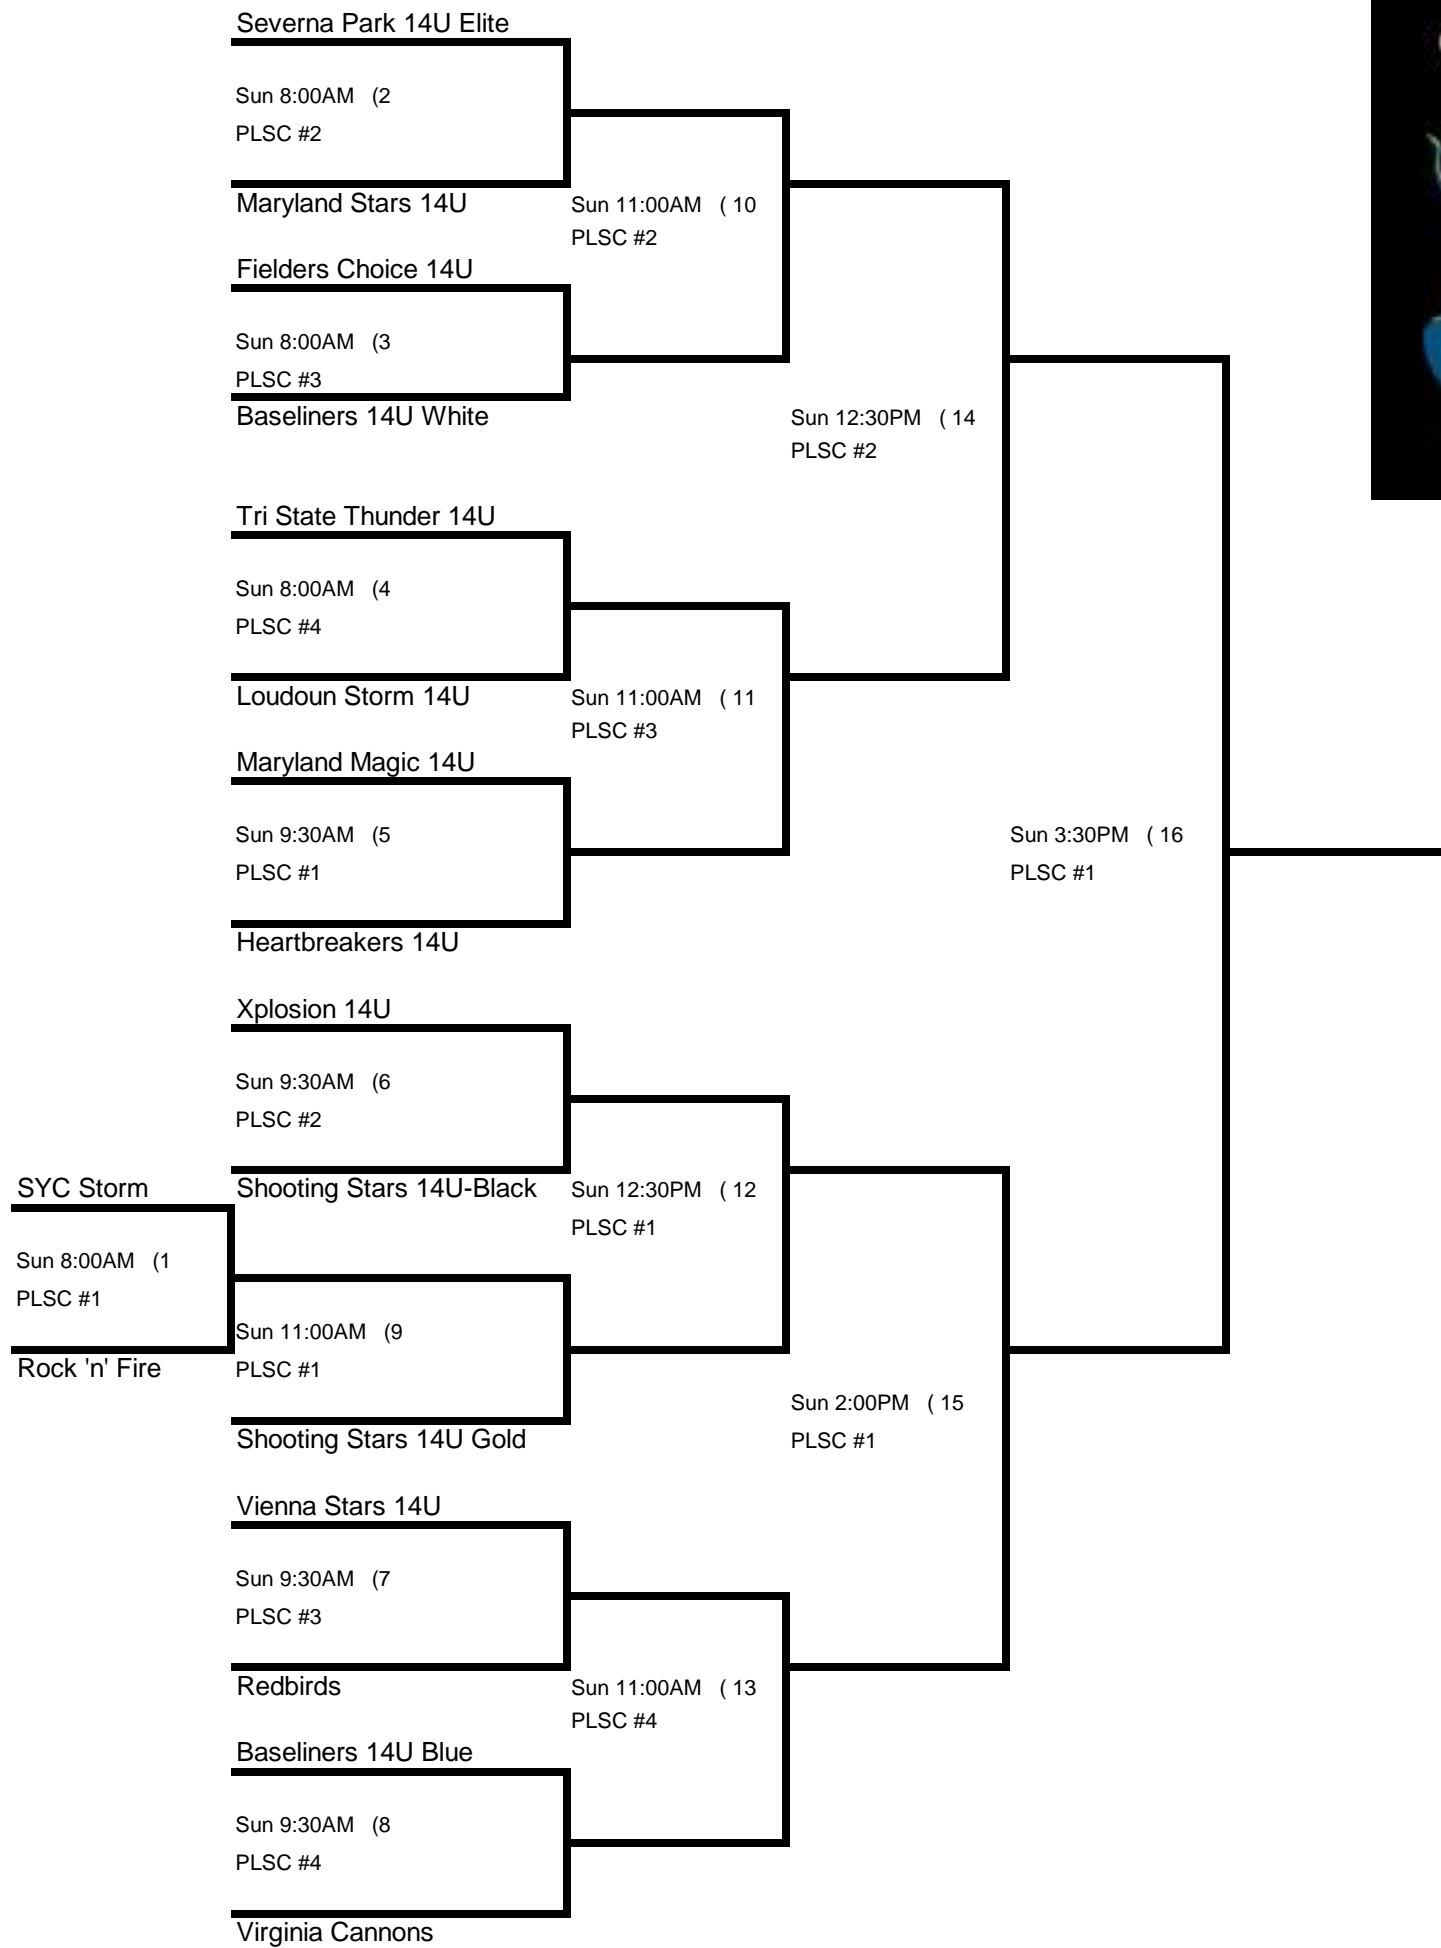 Severna Park 14U Elite
Sun 8:00AM (2
PLSC #2
Maryland Stars 14U
Sun 11:00AM ( 10
PLSC #2
Fielders Choice 14U
Sun 8:00AM (3
PLSC #3
Baseliners 14U White
Sun 12:30PM ( 14
PLSC #2
Tri State Thunder 14U
Sun 8:00AM (4
PLSC #4
Loudoun Storm 14U
Sun 11:00AM ( 11
PLSC #3
Maryland Magic 14U
Sun 9:30AM (5
PLSC #1
Sun 3:30PM ( 16
PLSC #1
Heartbreakers 14U
Xplosion 14U
Sun 9:30AM (6
PLSC #2
SYC Storm
Shooting Stars 14U-Black
Sun 12:30PM ( 12
PLSC #1
Sun 8:00AM (1
PLSC #1
Rock 'n' Fire
Sun 11:00AM (9
PLSC #1
Sun 2:00PM ( 15
PLSC #1
Shooting Stars 14U Gold
Vienna Stars 14U
Sun 9:30AM (7
PLSC #3
Redbirds
Sun 11:00AM ( 13
PLSC #4
Baseliners 14U Blue
Sun 9:30AM (8
PLSC #4
Virginia Cannons